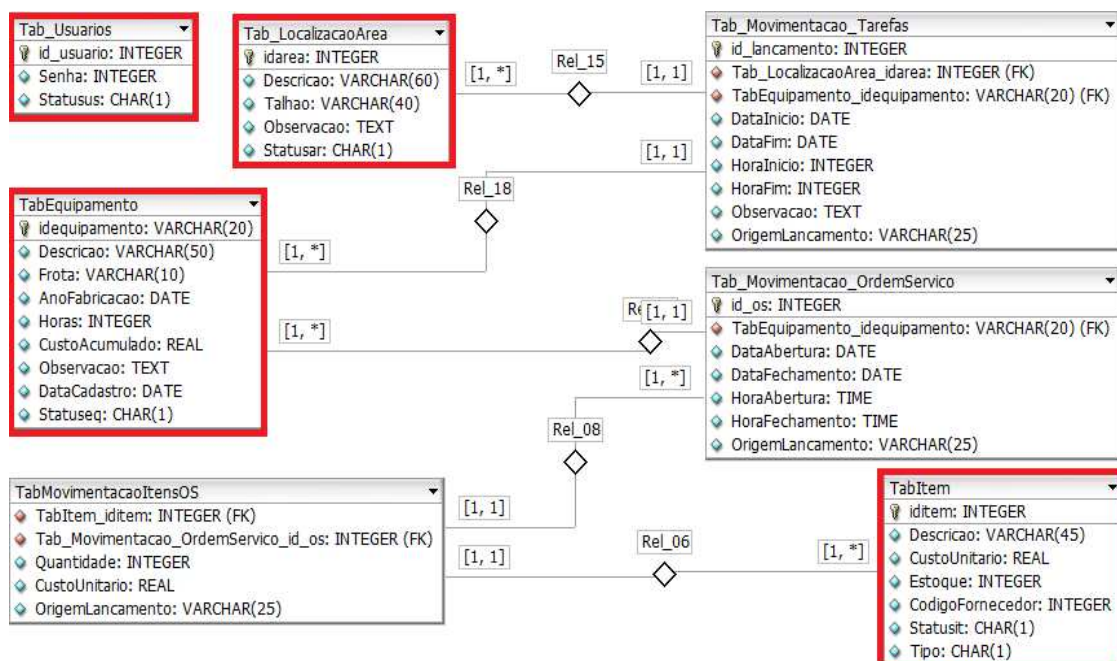 Tab_Usuarios
id_usuario: INTEGER
Senha: INTEGER
Statusus: CHAR(1)
Tab_LocalizacaoArea
idarea: INTEGER
Descricao: VARCHAR(60)
Talhao: VARCHAR(40)
Observacao: TEXT
Statusar: CHAR(1)
[1, *]
Rel_15
[1, 1]
Tab_Movimentacao_Tarefas
id_lancamento: INTEGER
Tab_LocalizacaoArea_idarea: INTEGER (FK)
TabEquipamento_idequipamento: VARCHAR(20) (FK)
DataInicio: DATE
DataFim: DATE
HoraInicio: INTEGER
HoraFim: INTEGER
Observacao: TEXT
OrigemLancamento: VARCHAR(25)
[1, 1]
Rel_18
[1, *]
TabEquipamento
idequipamento: VARCHAR(20)
Descricao: VARCHAR(50)
Frota: VARCHAR(10)
AnoFabricacao: DATE
Horas: INTEGER
CustoAcumulado: REAL
Observacao: TEXT
DataCadastro: DATE
Statuseq: CHAR(1)
[1, *]
[1, 1]
Tab_Movimentacao_OrdemServico
id_os: INTEGER
TabEquipamento_idequipamento: VARCHAR(20) (FK)
DataAbertura: DATE
DataFechamento: DATE
HoraAbertura: TIME
HoraFechamento: TIME
OrigemLancamento: VARCHAR(25)
[1, *]
Rel_08
[1, 1]
TabMovimentacaoItensOS
TabItem_iditem: INTEGER (FK)
Tab_Movimentacao_OrdemServico_id_os: INTEGER (FK)
Quantidade: INTEGER
CustoUnitario: REAL
OrigemLancamento: VARCHAR(25)
[1, 1]
Rel_06
[1, *]
TabItem
iditem: INTEGER
Descricao: VARCHAR(45)
CustoUnitario: REAL
Estoque: INTEGER
CodigoFornecedor: INTEGER
Statusit: CHAR(1)
Tipo: CHAR(1)